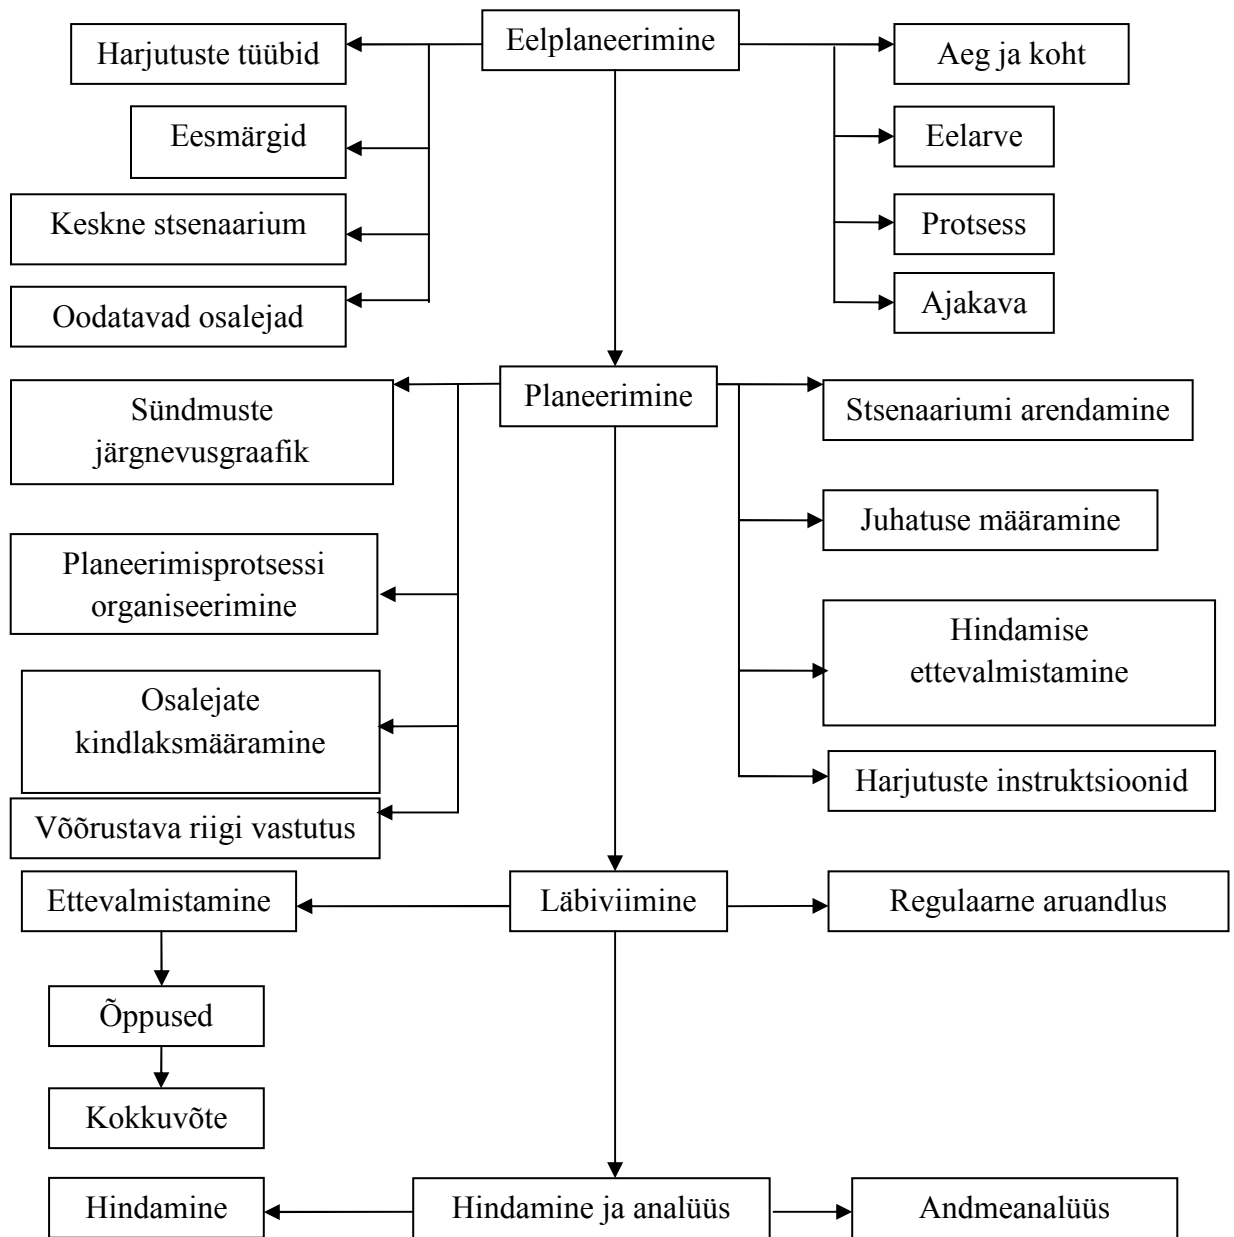 Harjutuste tüübid
Eelplaneerimine
Aeg ja koht
Eesmärgid
Eelarve
Keskne stsenaarium
Protsess
Oodatavad osalejad
Ajakava
Planeerimine
Sündmuste
järgnevusgraafik
Stsenaariumi arendamine
Juhatuse määramine
Planeerimisprotsessi
organiseerimine
Hindamise
ettevalmistamine
Osalejate
kindlaksmääramine
Harjutuste instruktsioonid
Võõrustava riigi vastutus
Ettevalmistamine
Läbiviimine
Regulaarne aruandlus
Õppused
Kokkuvõte
Hindamine
Hindamine ja analüüs
Andmeanalüüs